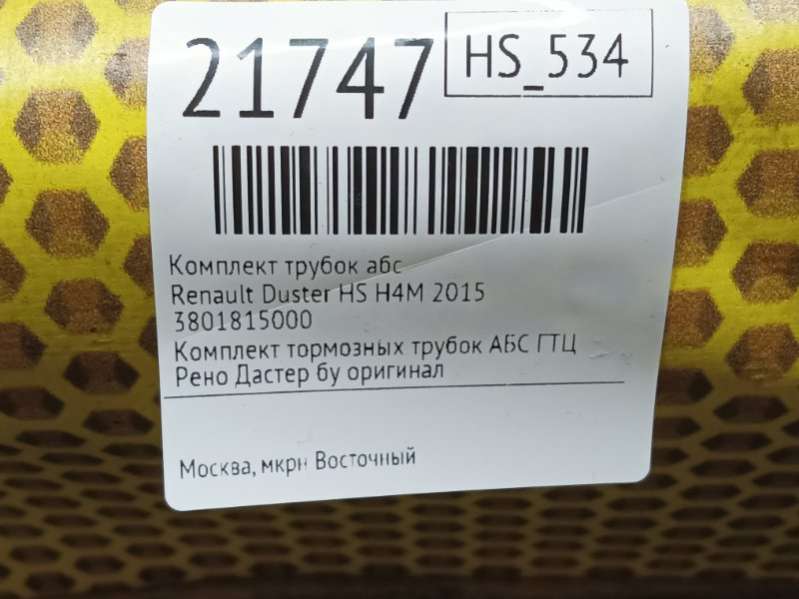 21747
HS_534
Комплект трубок абс
Renault Duster HS H4M 2015
3801815000
Комплект тормозных трубок АБС ГТЦ
Рено Дастер бу оригинал
Москва, мкрн Восточный